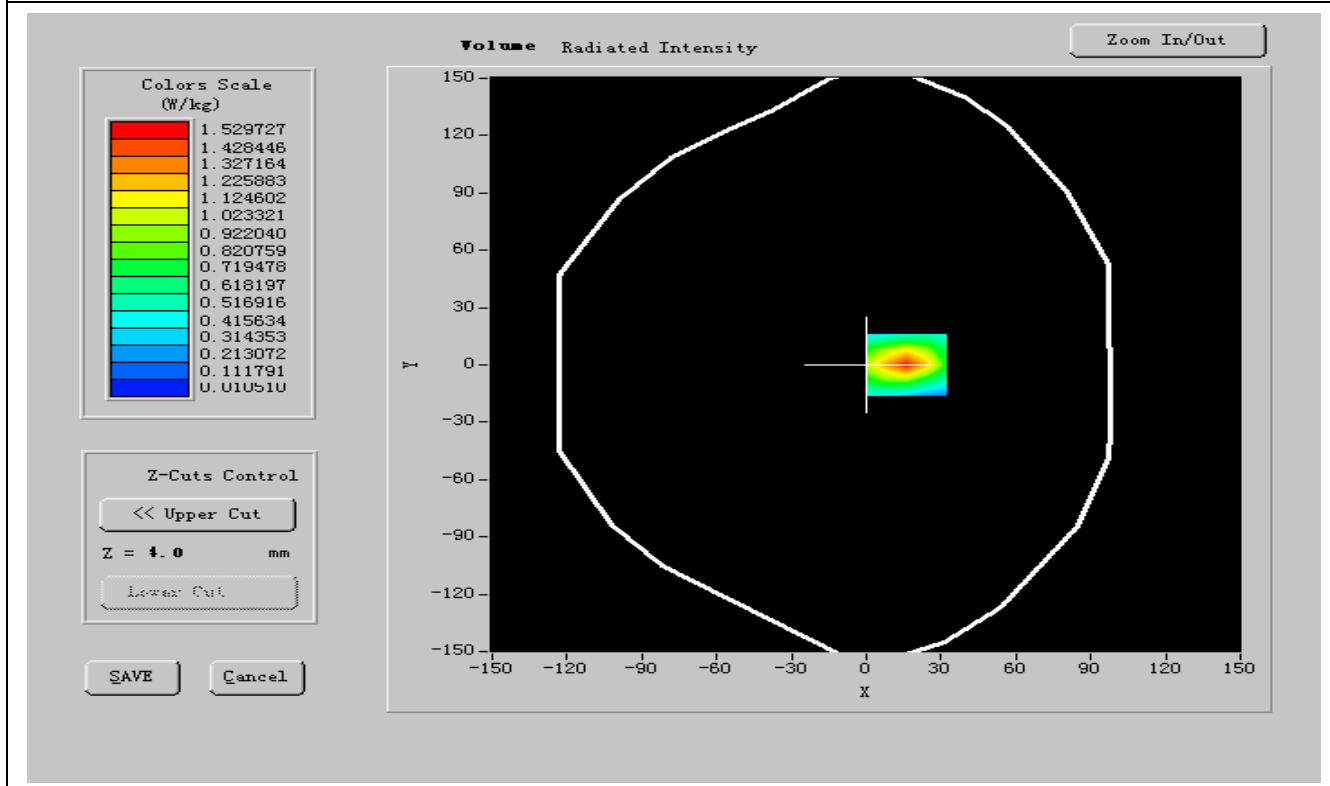 Volume Radiated Intensity
Zoom In/Out
Colors Scale
(W/kg)
1.529727
1.428446
1.327164
1.225883
1.124602
1.023321
0.922040
0.820759
0.719478
0.618197
0.516916
0.415634
0.314353
0.213072
0.111791
0.010510
Z-Cuts Control
<< Upper Cut
Z = 4.0 mm
Lower Cut
SAVE
Cancel
150
120
90
60
30
0
-30
-60
-90
-120
-150
Y
-150 -120 -90 -60 -30 0 30 60 90 120 150
X